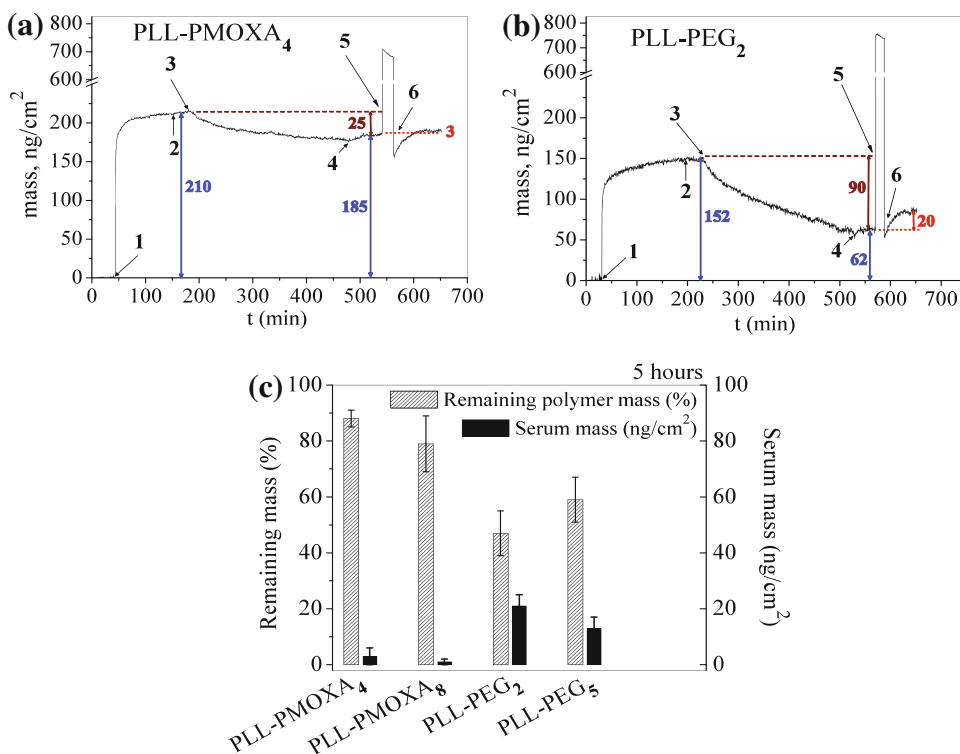 (a)
PLL-PMOXA4
mass, ng/cm2
800
700
600
200
150
100
50
0
0 100 200 300 400 500 600 700
t (min)
1
2
3
4
5
6
210
185
25
3
(b)
PLL-PEG2
mass, ng/cm2
800
700
600
250
200
150
100
50
0
0 100 200 300 400 500 600 700
t (min)
1
2
3
4
5
6
152
62
90
20
(c)
5 hours
Remaining polymer mass (%)
Serum mass (ng/cm2)
Remaining mass (%)
100
80
60
40
20
0
Serum mass (ng/cm2)
100
80
60
40
20
0
PLL-PMOXA4
PLL-PMOXA8
PLL-PEG2
PLL-PEG5